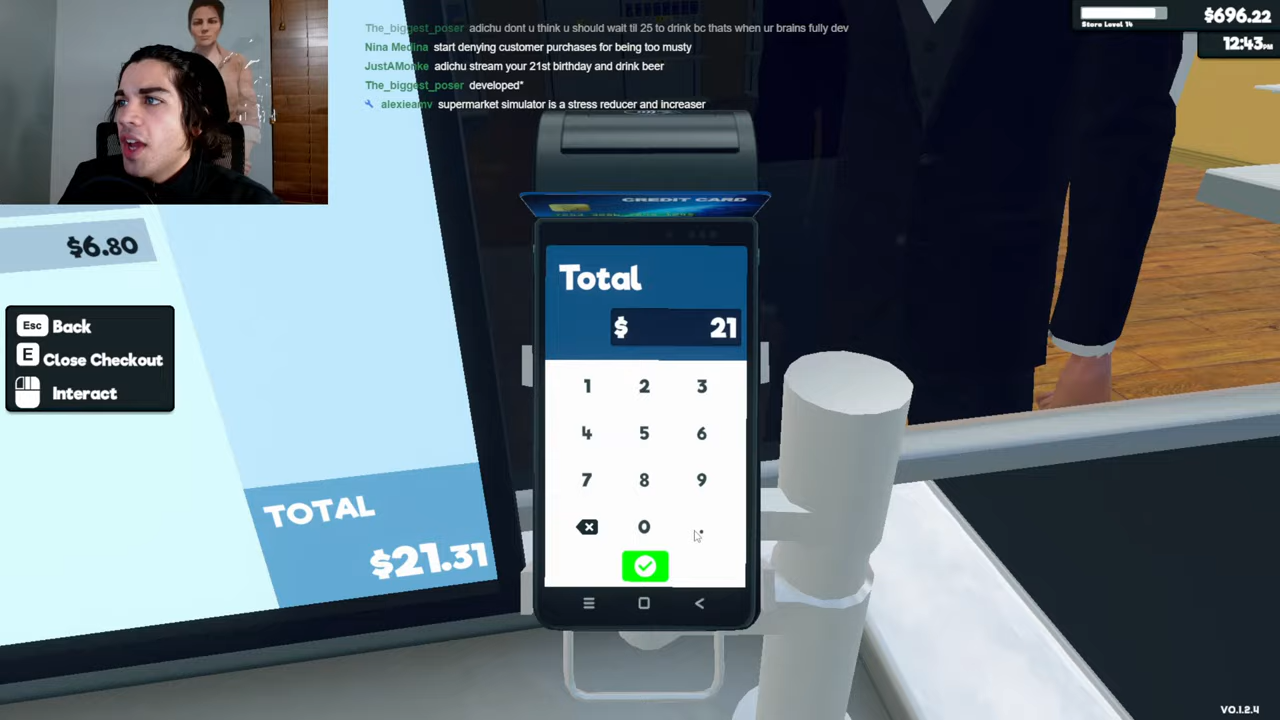 The_biggest_poser adichu dont u think u should wait til 25 to drink bc thats when ur brains fully dev
Nina Medina start denying customer purchases for being too musty
JustAMonke adichu stream your 21st birthday and drink beer
The_biggest_poser developed*
alexieamv supermarket simulator is a stress reducer and increaser
Store Level 14
$696.22
12:43PM
$6.80
Esc Back
E Close Checkout
Interact
CREDIT CARD
Total
$ 21
1 2 3
4 5 6
7 8 9
0 .
TOTAL
$21.31
V0.1.2.4